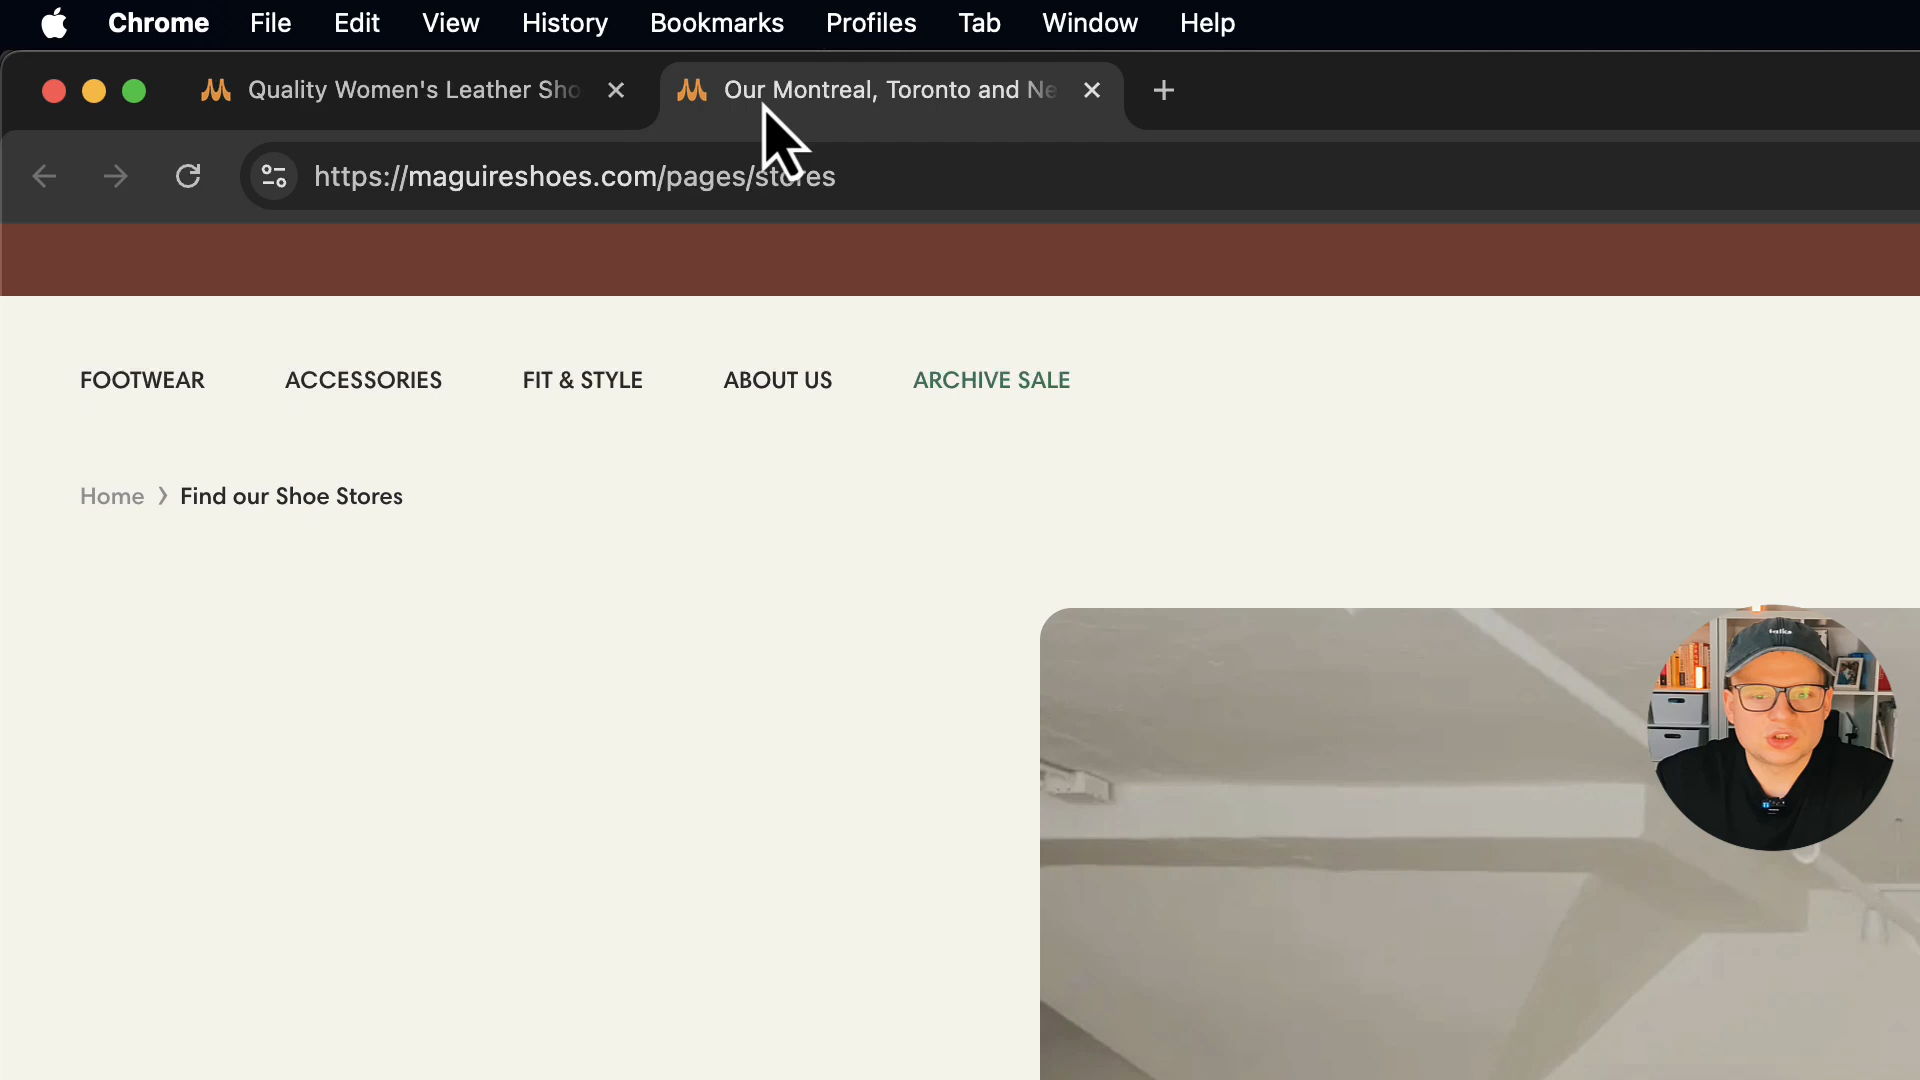 Chrome File Edit View History Bookmarks Profiles Tab Window Help
Quality Women's Leather Sho
Our Montreal, Toronto and Ne
https://maguireshoes.com/pages/stores
FOOTWEAR ACCESSORIES FIT & STYLE ABOUT US ARCHIVE SALE
Home > Find our Shoe Stores
talks